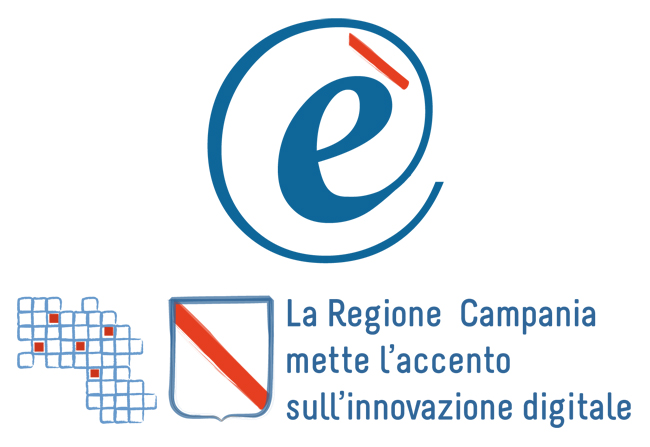 è
La Regione Campania
mette l'accento
sull'innovazione digitale